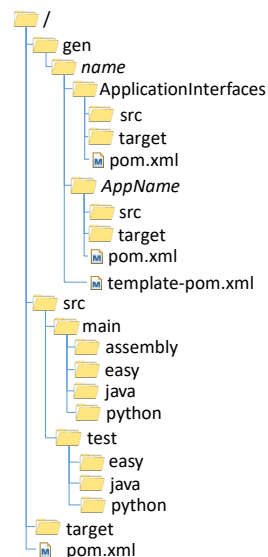 /
gen
name
ApplicationInterfaces
src
target
pom.xml
AppName
src
target
pom.xml
template-pom.xml
src
main
assembly
easy
java
python
test
easy
java
python
target
pom.xml